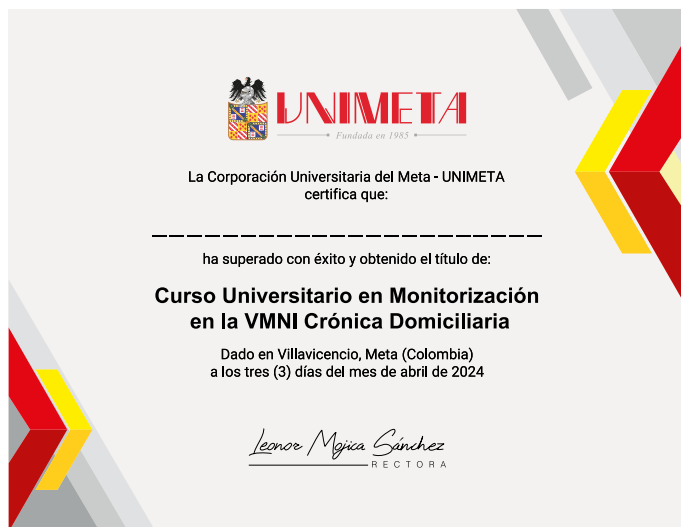 UNIMETA
Fundada en 1985
La Corporación Universitaria del Meta - UNIMETA
certifica que:
ha superado con éxito y obtenido el título de:
Curso Universitario en Monitorización
en la VMNI Crónica Domiciliaria
Dado en Villavicencio, Meta (Colombia)
a los tres (3) días del mes de abril de 2024
Leonor Mojica Sánchez
RECTORA